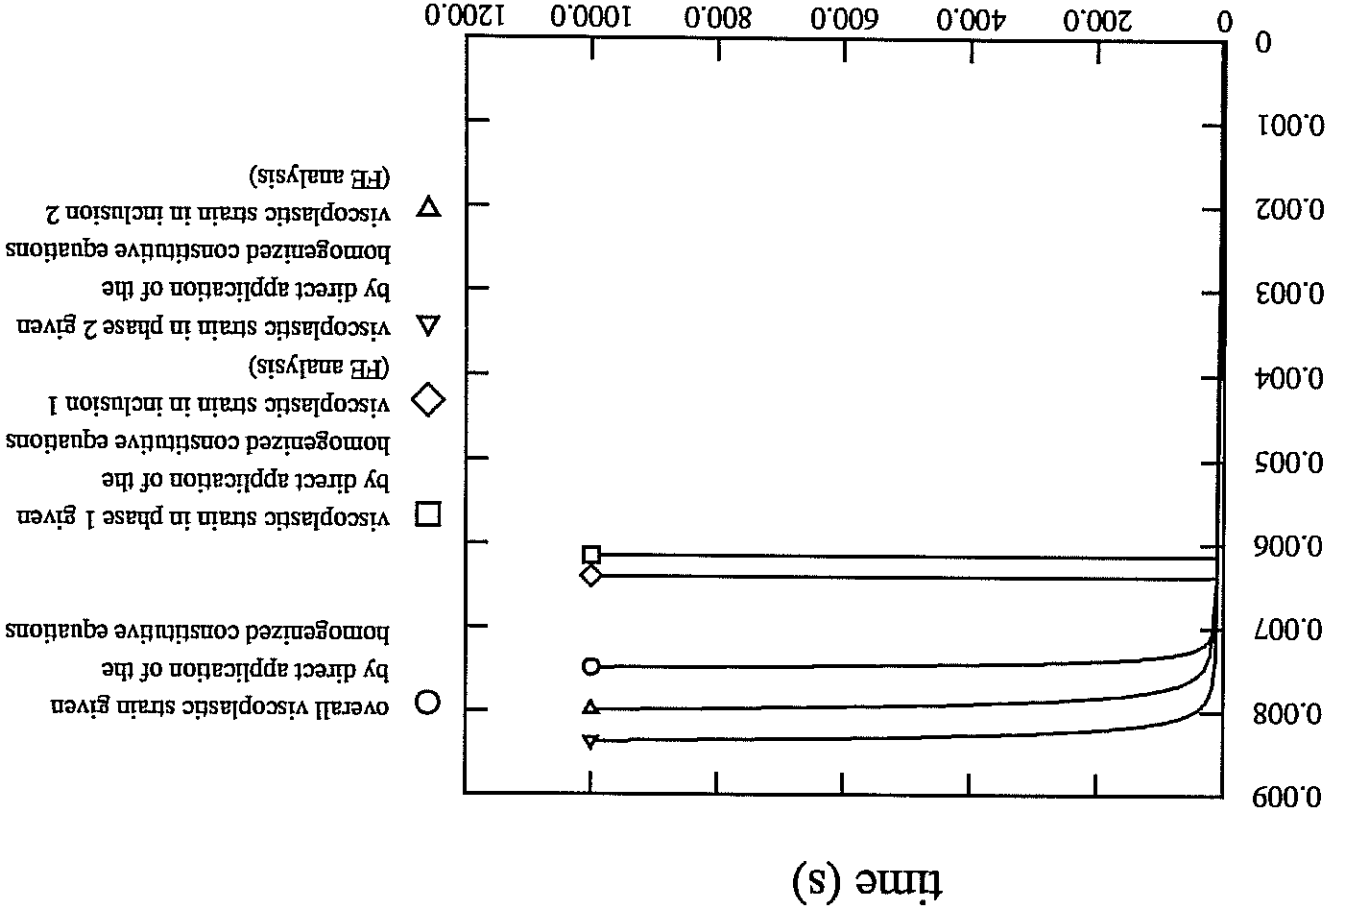 time (s)
0.009
0.008
0.007
0.006
0.005
0.004
0.003
0.002
0.001
0
0
200.0
400.0
600.0
800.0
1000.0
1200.0
overall viscoplastic strain given
by direct application of the
homogenized constitutive equations
viscoplastic strain in phase 1 given
by direct application of the
homogenized constitutive equations
viscoplastic strain in inclusion 1
(FE analysis)
viscoplastic strain in phase 2 given
by direct application of the
homogenized constitutive equations
viscoplastic strain in inclusion 2
(FE analysis)